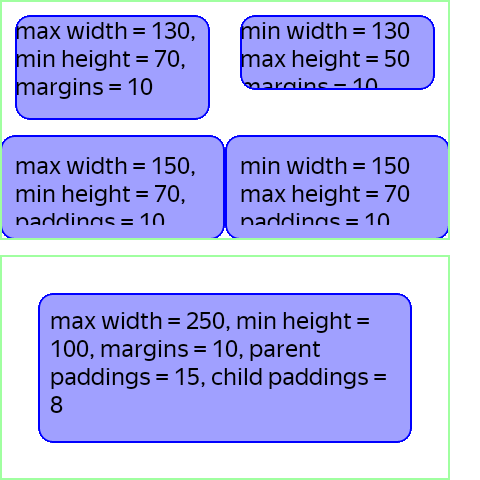 max width = 130,
min height = 70,
margins = 10
min width = 130
max height = 50
margins = 10
max width = 150,
min height = 70,
paddings = 10
min width = 150
max height = 70
paddings = 10
max width = 250, min height =
100, margins = 10, parent
paddings = 15, child paddings =
8